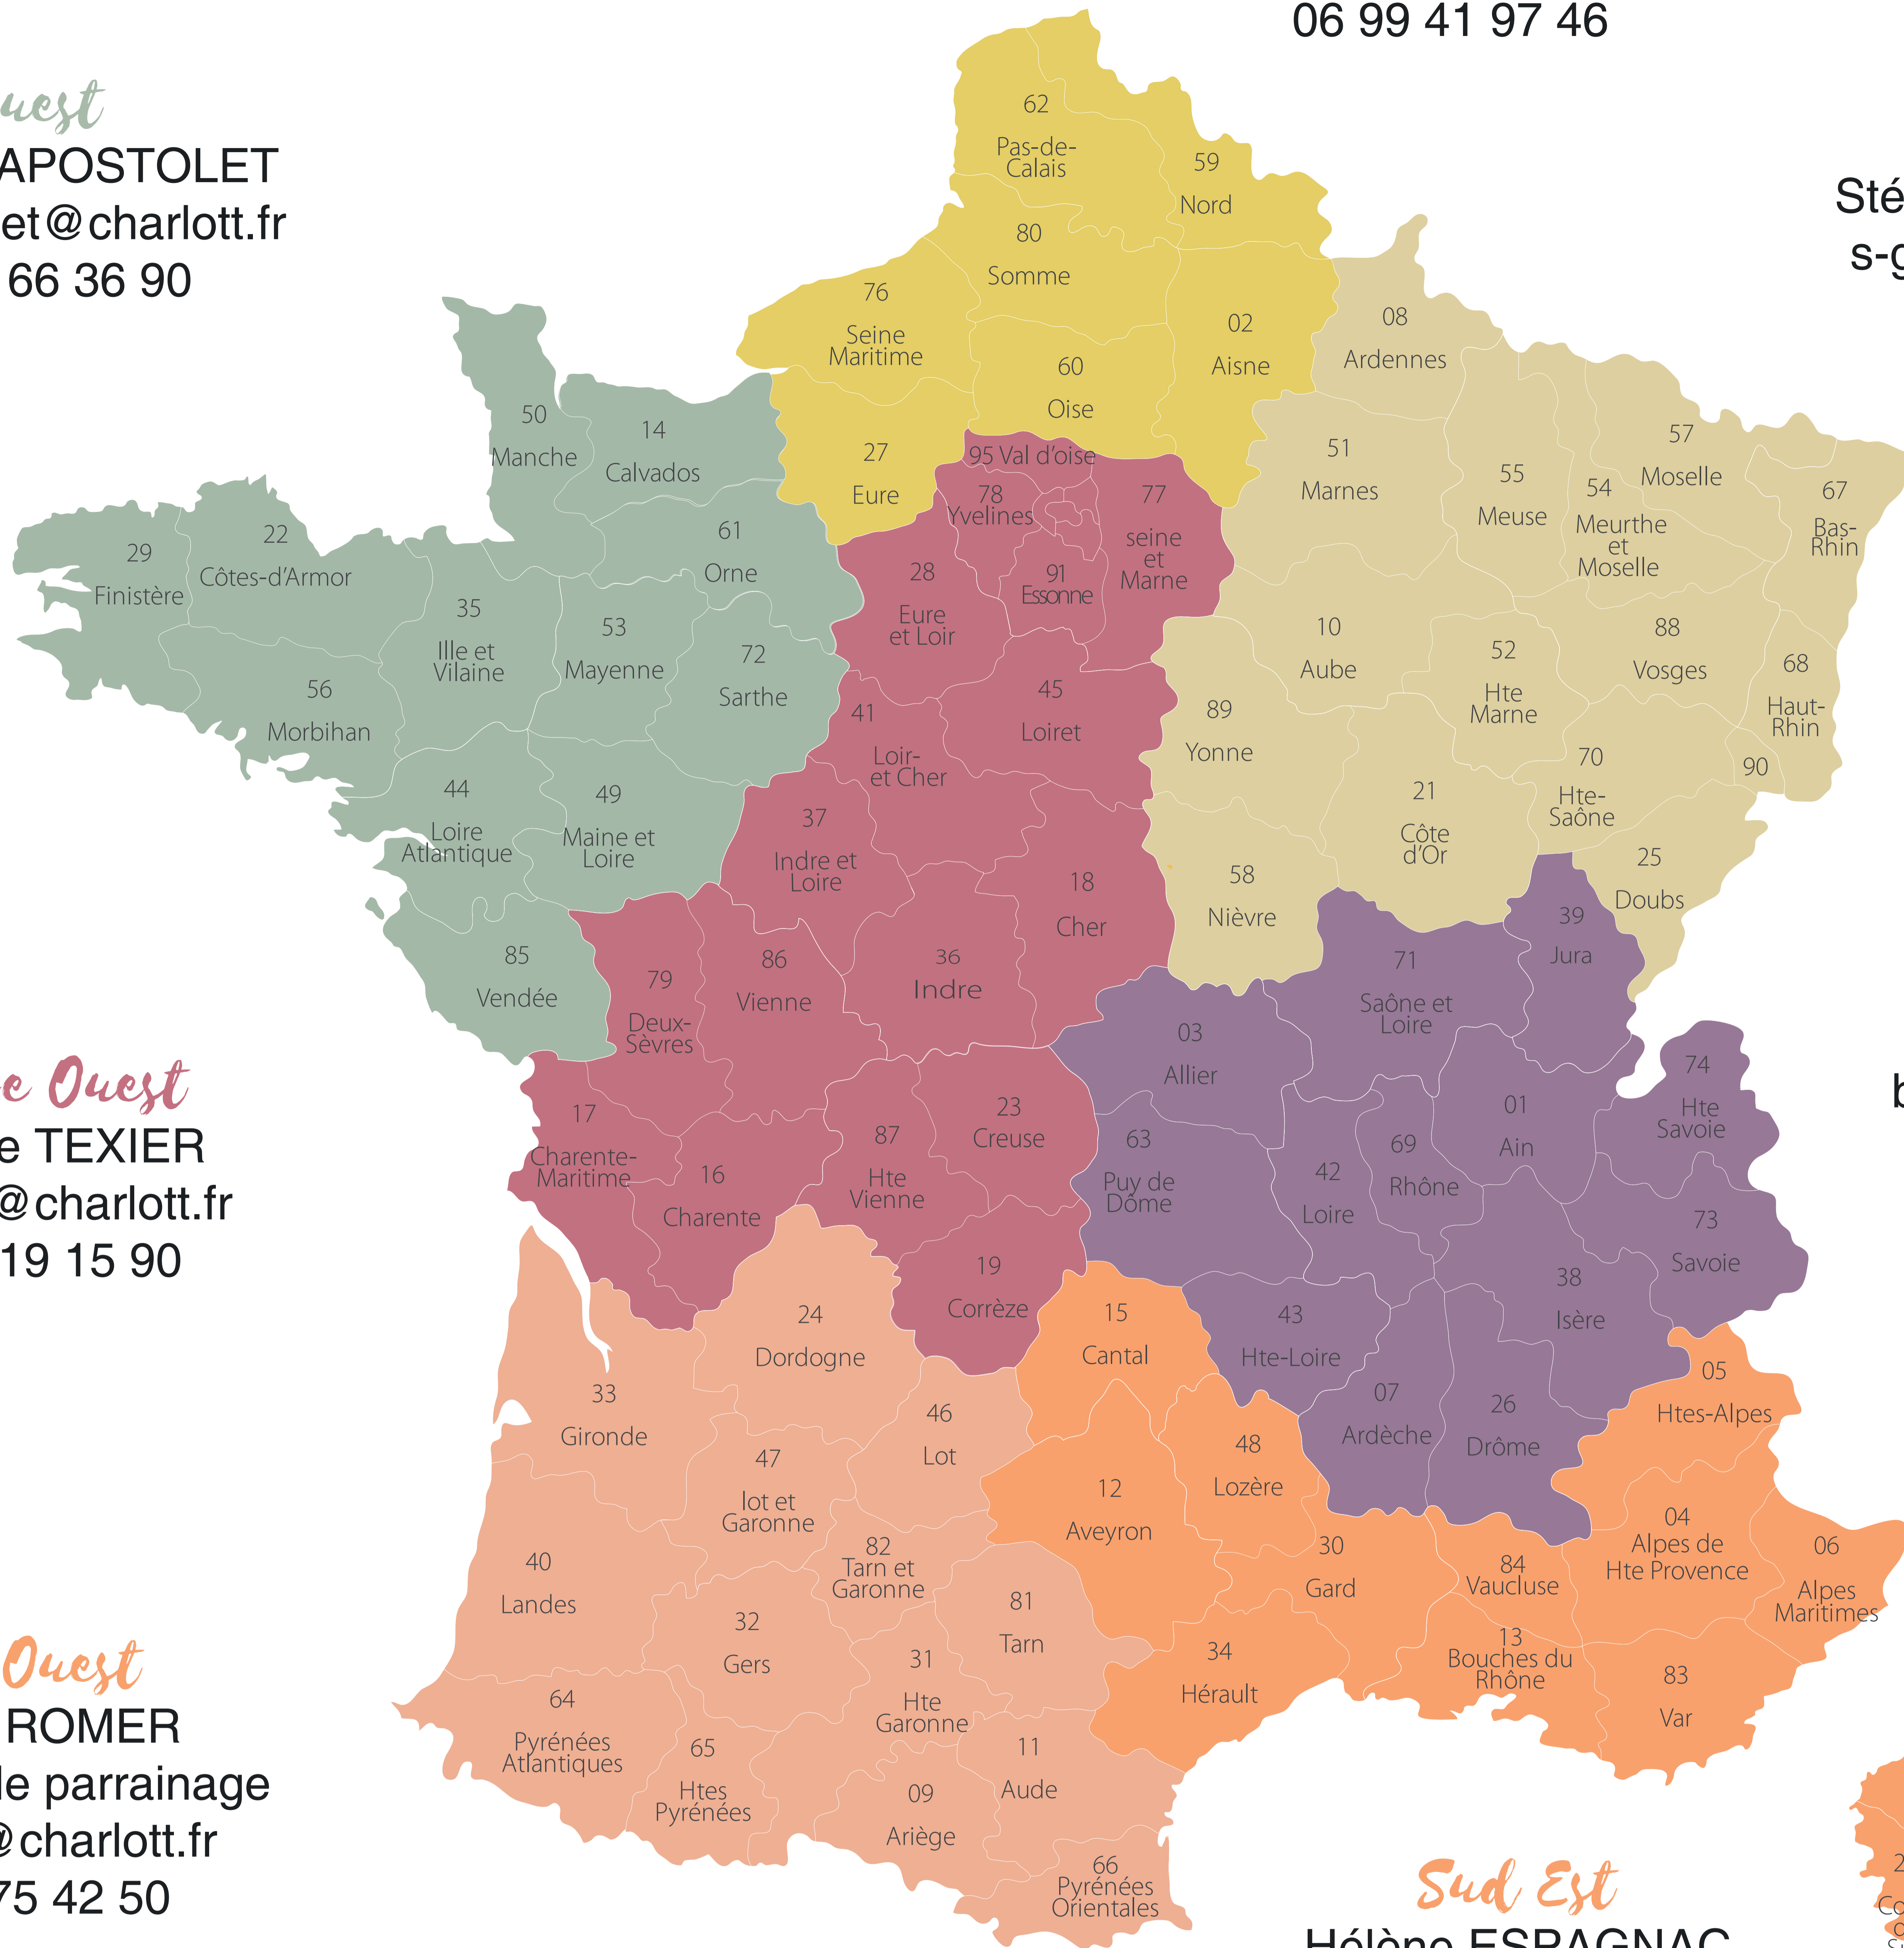 06 99 41 97 46
uest
APOSTOLET
et@charlott.fr
66 36 90
Sté
s-g
62
Pas-de-
Calais
59
Nord
80
Somme
76
Seine
Maritime
02
Aisne
60
Oise
27
Eure
08
Ardennes
50
Manche
14
Calvados
61
Orne
29
Finistère
22
Côtes-d'Armor
35
Ille et
Vilaine
53
Mayenne
72
Sarthe
56
Morbihan
44
Loire
Atlantique
49
Maine et
Loire
85
Vendée
95 Val d'oise
78
Yvelines
77
seine
et
Marne
91
Essonne
28
Eure
et Loir
45
Loiret
41
Loir-
et Cher
37
Indre et
Loire
18
Cher
36
Indre
86
Vienne
79
Deux-
Sèvres
51
Marnes
55
Meuse
54
Meurthe
et
Moselle
57
Moselle
67
Bas-
Rhin
10
Aube
52
Hte
Marne
88
Vosges
68
Haut-
Rhin
89
Yonne
70
Hte-
Saône
90
21
Côte
d'Or
25
Doubs
58
Nièvre
39
Jura
71
Saône et
Loire
03
Allier
74
Hte
Savoie
01
Ain
69
Rhône
42
Loire
63
Puy de
Dôme
73
Savoie
38
Isère
43
Hte-Loire
07
Ardèche
26
Drôme
e Ouest
e TEXIER
@charlott.fr
19 15 90
b
17
Charente-
Maritime
16
Charente
87
Hte
Vienne
23
Creuse
19
Corrèze
24
Dordogne
33
Gironde
46
Lot
47
lot et
Garonne
82
Tarn et
Garonne
40
Landes
32
Gers
81
Tarn
31
Hte
Garonne
64
Pyrénées
Atlantiques
65
Htes
Pyrénées
09
Ariège
11
Aude
66
Pyrénées
Orientales
15
Cantal
12
Aveyron
48
Lozère
30
Gard
34
Hérault
05
Htes-Alpes
04
Alpes de
Hte Provence
06
Alpes
Maritimes
84
Vaucluse
13
Bouches du
Rhône
83
Var
Ouest
ROMER
le parrainage
@charlott.fr
75 42 50
Sud Est
Hélène ESPAGNAC
2
Co